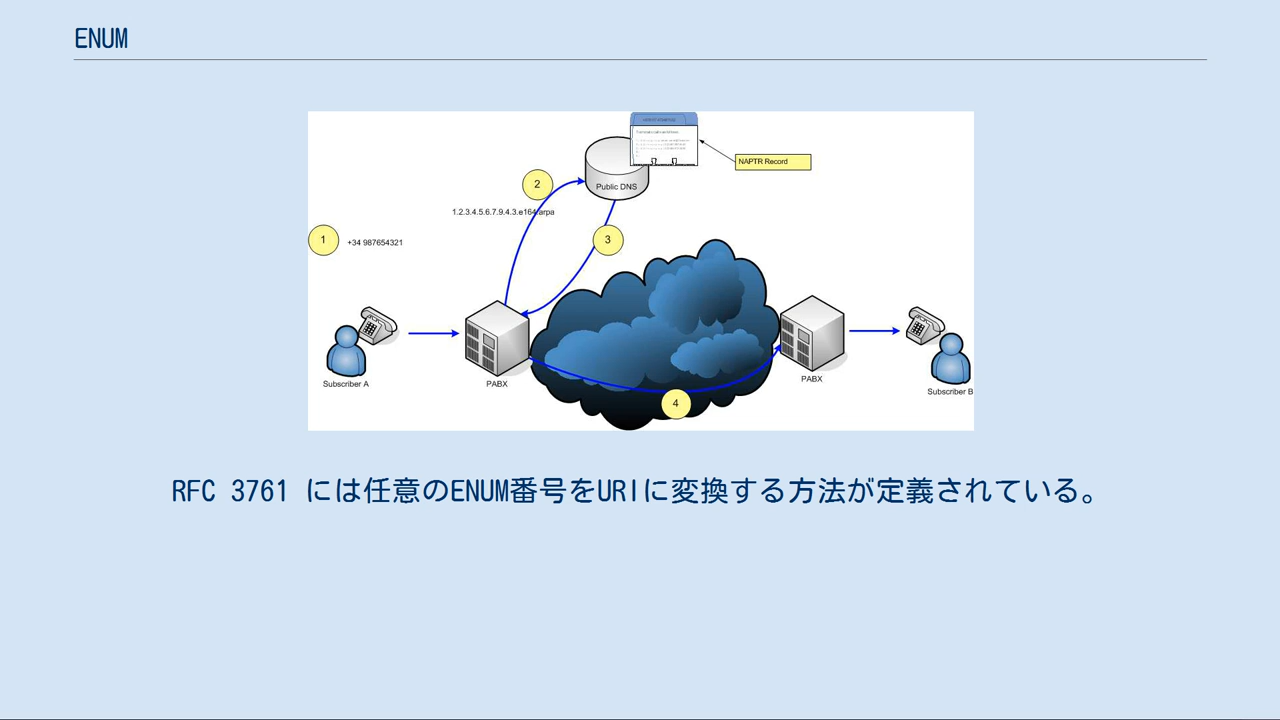 ENUM
NAPTR Record
2
Public DNS
1.2.3.4.5.6.7.9.4.3.e164.arpa
1
+34 987654321
3
Subscriber A
PABX
PABX
Subscriber B
4
RFC 3761 には任意のENUM番号をURIに変換する方法が定義されている。